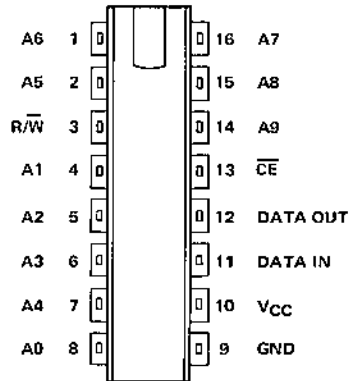 A6 1 16 A7
A5 2 15 A8
R/W̅ 3 14 A9
A1 4 13 C̅E̅
A2 5 12 DATA OUT
A3 6 11 DATA IN
A4 7 10 VCC
A0 8 9 GND